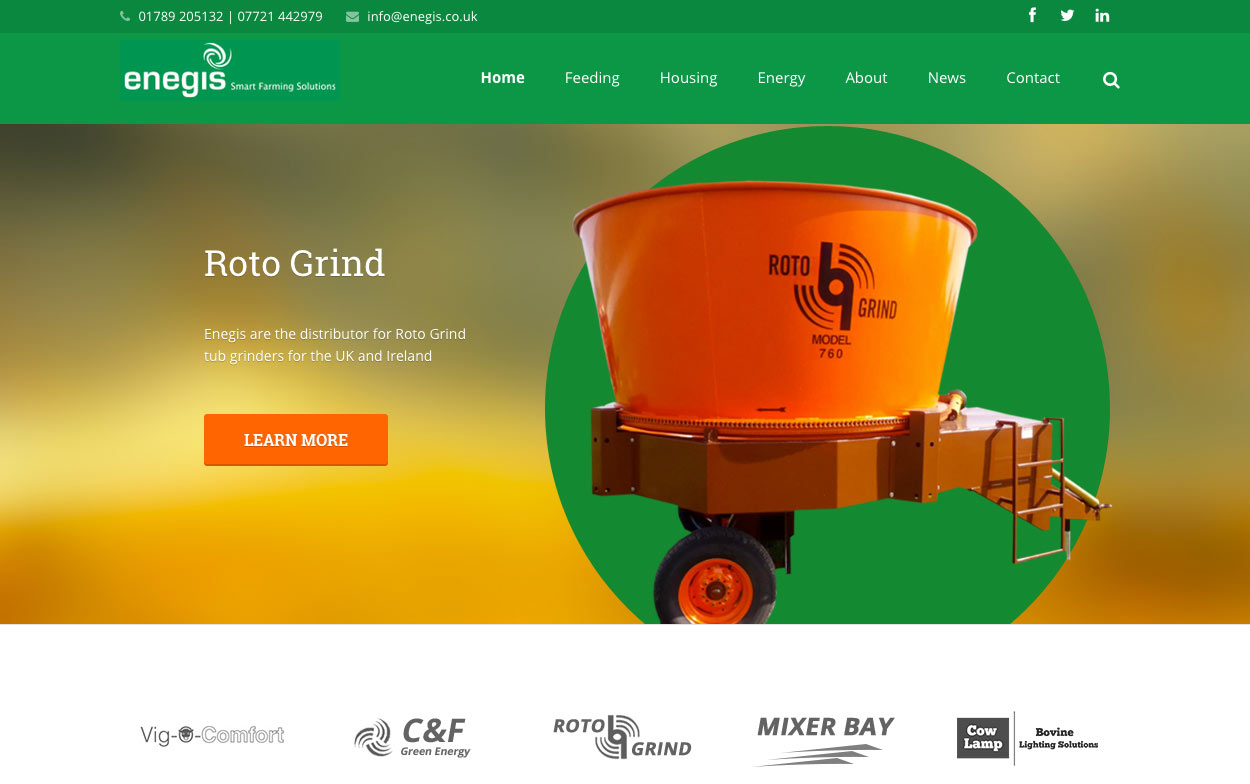 01789 205132 | 07721 442979 info@enegis.co.uk
enegis Smart Farming Solutions
Home Feeding Housing Energy About News Contact
Roto Grind
Enegis are the distributor for Roto Grind
tub grinders for the UK and Ireland
LEARN MORE
ROTO
GRIND
MODEL
760
Vig-O-Comfort
C&F
Green Energy
ROTO
GRIND
MIXER BAY
Cow
Lamp
Bovine
Lighting Solutions